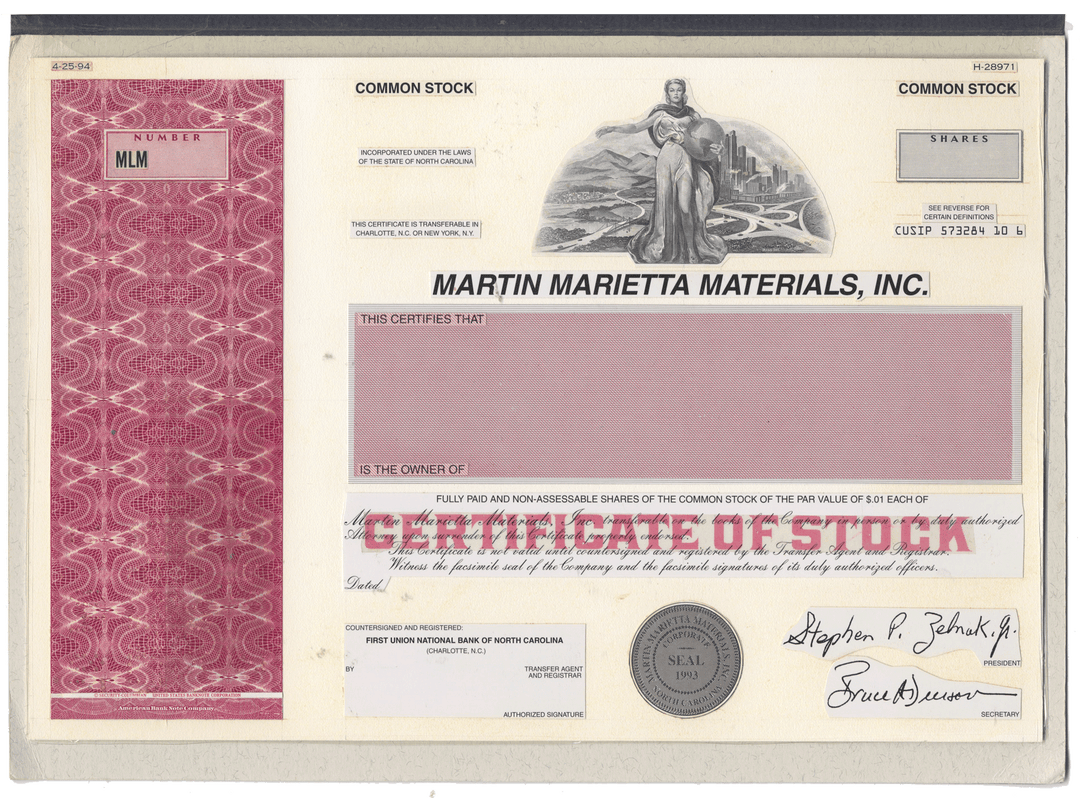 4-25-94
H-28971
COMMON STOCK
COMMON STOCK
NUMBER
MLM
SHARES
INCORPORATED UNDER THE LAWS
OF THE STATE OF NORTH CAROLINA
THIS CERTIFICATE IS TRANSFERABLE IN
CHARLOTTE, N.C. OR NEW YORK, N.Y.
SEE REVERSE FOR
CERTAIN DEFINITIONS
CUSIP 573284 10 6
MARTIN MARIETTA MATERIALS, INC.
THIS CERTIFIES THAT
IS THE OWNER OF
FULLY PAID AND NON-ASSESSABLE SHARES OF THE COMMON STOCK OF THE PAR VALUE OF $.01 EACH OF
CERTIFICATE OF STOCK
Martin Marietta Materials, Inc. transferable on the books of the Company in person or by duly authorized
Attorney upon surrender of this Certificate properly endorsed.
This Certificate is not valid until countersigned and registered by the Transfer Agent and Registrar.
Witness the facsimile seal of the Company and the facsimile signatures of its duly authorized officers.
Dated
COUNTERSIGNED AND REGISTERED:
FIRST UNION NATIONAL BANK OF NORTH CAROLINA
(CHARLOTTE, N.C.)
BY
TRANSFER AGENT
AND REGISTRAR
AUTHORIZED SIGNATURE
MARTIN MARIETTA MATERIALS, INC.
CORPORATE
SEAL
1993
NORTH CAROLINA
Stephen P. Zelnak, Jr.
PRESIDENT
SECRETARY
© SECURITY-COLUMBIAN UNITED STATES BANKNOTE CORPORATION
American Bank Note Company